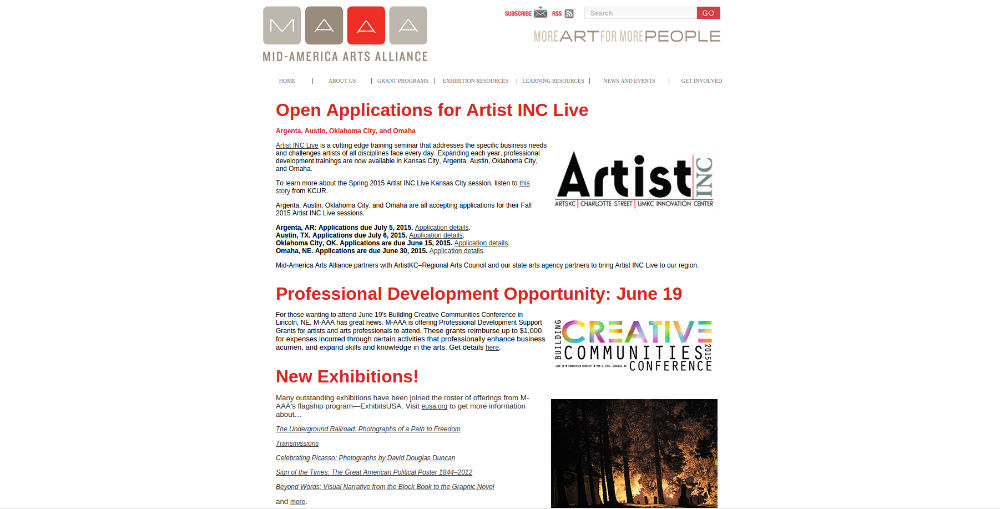 MAAA
MID-AMERICA ARTS ALLIANCE
SUBSCRIBE RSS Search GO
MORE ART FOR MORE PEOPLE
HOME | ABOUT US | GRANT PROGRAMS | EXHIBITION RESOURCES | LEARNING RESOURCES | NEWS AND EVENTS | GET INVOLVED
Open Applications for Artist INC Live
Argenta, Austin, Oklahoma City, and Omaha
Artist INC Live is a cutting edge training seminar that addresses the specific business needs
and challenges artists of all disciplines face every day. Expanding each year, professional
development trainings are now available in Kansas City, Argenta, Austin, Oklahoma City,
and Omaha.
To learn more about the Spring 2015 Artist INC Live Kansas City session, listen to this
story from KCUR.
Argenta, Austin, Oklahoma City, and Omaha are all accepting applications for their Fall
2015 Artist INC Live sessions.
Artist INC
ARTSKC | CHARLOTTE STREET | UMKC INNOVATION CENTER
Argenta, AR: Applications due July 5, 2015. Application details.
Austin, TX. Applications due July 6, 2015. Application details.
Oklahoma City, OK. Applications are due June 15, 2015. Application details.
Omaha, NE. Applications are due June 30, 2015. Application details.
Mid-America Arts Alliance partners with ArtistKC–Regional Arts Council and our state arts agency partners to bring Artist INC Live to our region.
Professional Development Opportunity: June 19
For those wanting to attend June 19's Building Creative Communities Conference in
Lincoln, NE, M-AAA has great news. M-AAA is offering Professional Development Support
Grants for artists and arts professionals to attend. These grants reimburse up to $1,000
for expenses incurred through certain activities that professionally enhance business
acumen, and expand skills and knowledge in the arts. Get details here.
BUILDING
CREATIVE
COMMUNITIES
CONFERENCE
2015
New Exhibitions!
Many outstanding exhibitions have been joined the roster of offerings from M-
AAA's flagship program—ExhibitsUSA. Visit eusa.org to get more information
about…
The Underground Railroad: Photographs of a Path to Freedom
Transmissions
Celebrating Picasso: Photographs by David Douglas Duncan
Sign of the Times: The Great American Political Poster 1844–2012
Beyond Words: Visual Narrative from the Block Book to the Graphic Novel
and more.